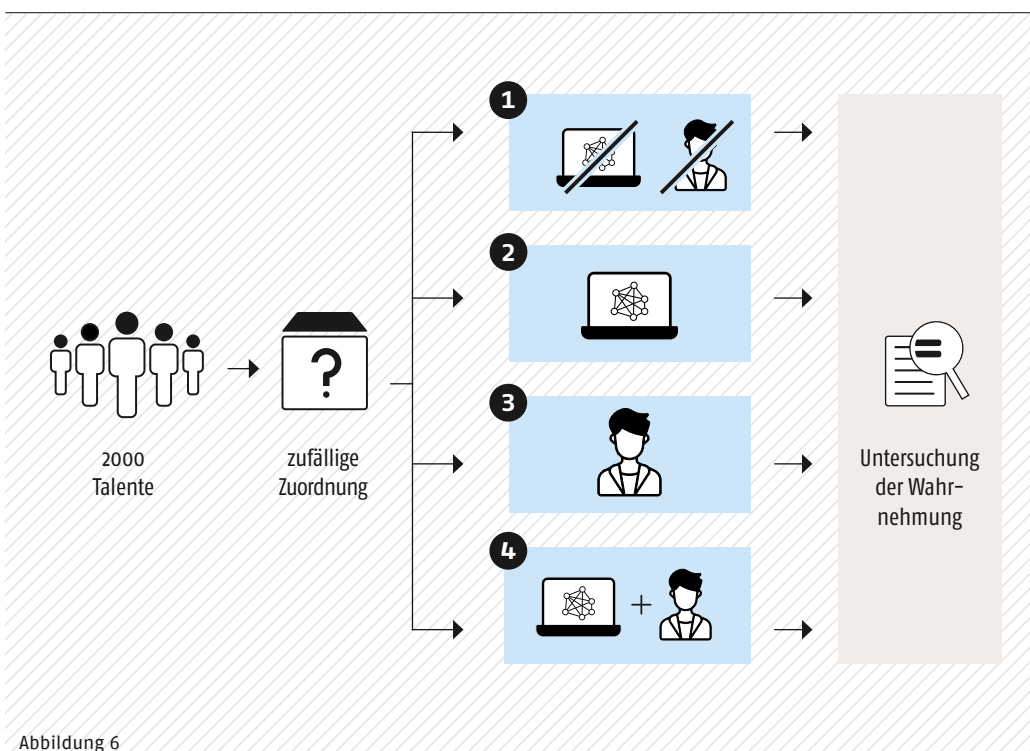 1
2
?
3
2000
Talente
zufällige
Zuordnung
Untersuchung
der Wahr-
nehmung
4
+
Abbildung 6